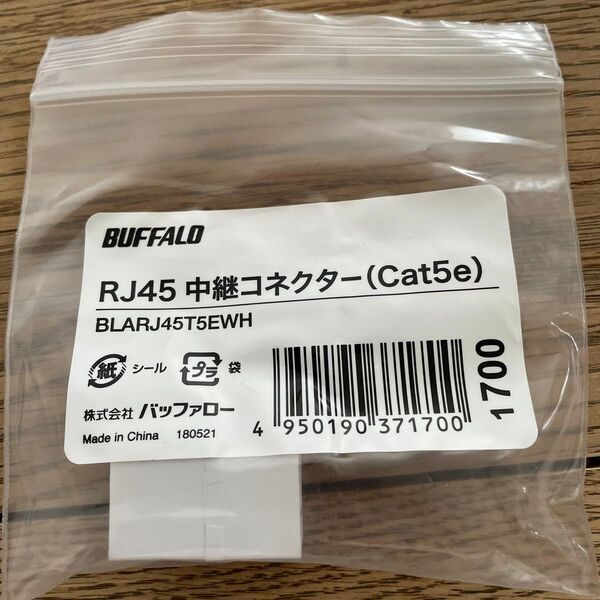 BUFFALO
RJ45 中継コネクター(Cat5e)
BLARJ45T5EWH
紙 シール プラ 袋
株式会社 バッファロー
Made in China 180521
4 950190 371700
1700